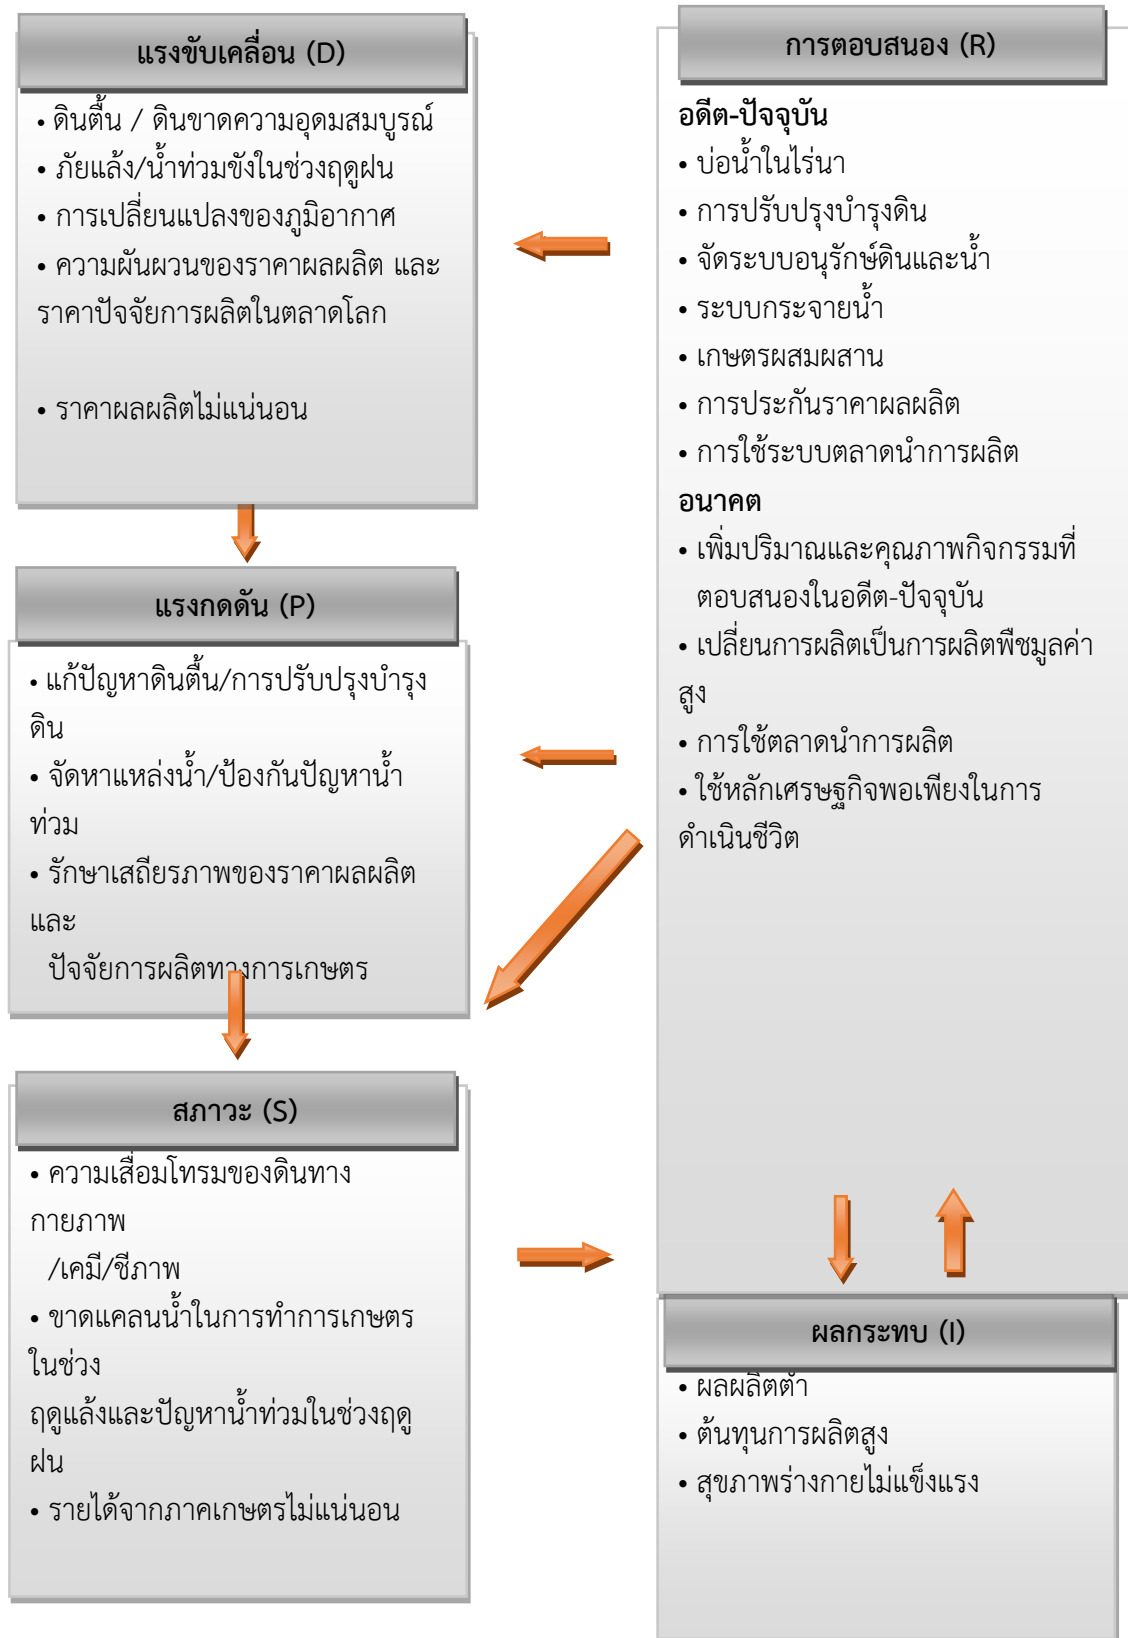 แรงขับเคลื่อน (D)
• ดินตื้น / ดินขาดความอุดมสมบูรณ์
• ภัยแล้ง/น้ำท่วมขังในช่วงฤดูฝน
• การเปลี่ยนแปลงของภูมิอากาศ
• ความผันผวนของราคาผลผลิต และ
ราคาปัจจัยการผลิตในตลาดโลก
• ราคาผลผลิตไม่แน่นอน
แรงกดดัน (P)
• แก้ปัญหาดินตื้น/การปรับปรุงบำรุง
ดิน
• จัดหาแหล่งน้ำ/ป้องกันปัญหาน้ำ
ท่วม
• รักษาเสถียรภาพของราคาผลผลิต
และ
ปัจจัยการผลิตทางการเกษตร
สภาวะ (S)
• ความเสื่อมโทรมของดินทาง
กายภาพ
/เคมี/ชีภาพ
• ขาดแคลนน้ำในการทำการเกษตร
ในช่วง
ฤดูแล้งและปัญหาน้ำท่วมในช่วงฤดู
ฝน
• รายได้จากภาคเกษตรไม่แน่นอน
การตอบสนอง (R)
อดีต-ปัจจุบัน
• บ่อน้ำในไร่นา
• การปรับปรุงบำรุงดิน
• จัดระบบอนุรักษ์ดินและน้ำ
• ระบบกระจายน้ำ
• เกษตรผสมผสาน
• การประกันราคาผลผลิต
• การใช้ระบบตลาดนำการผลิต
อนาคต
• เพิ่มปริมาณและคุณภาพกิจกรรมที่
ตอบสนองในอดีต-ปัจจุบัน
• เปลี่ยนการผลิตเป็นการผลิตพืชมูลค่า
สูง
• การใช้ตลาดนำการผลิต
• ใช้หลักเศรษฐกิจพอเพียงในการ
ดำเนินชีวิต
ผลกระทบ (I)
• ผลผลิตต่ำ
• ต้นทุนการผลิตสูง
• สุขภาพร่างกายไม่แข็งแรง